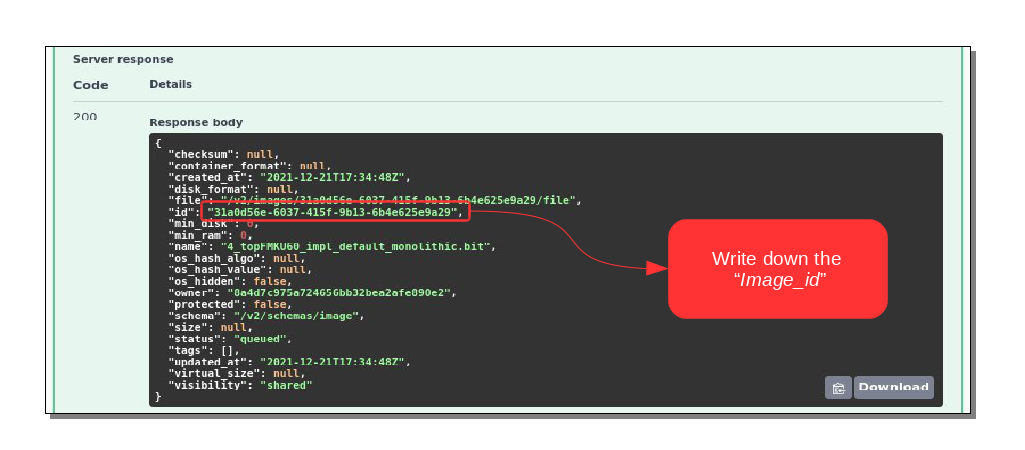 Server response
Code Details
200
Response body
{
"checksum": null,
"container_format": null,
"created_at": "2021-12-21T17:34:48Z",
"disk_format": null,
"file": "/v2/images/31a0d56e-6037-415f-9b13-6b4e625e9a29/file",
"id": "31a0d56e-6037-415f-9b13-6b4e625e9a29",
"min_disk": 0,
"min_ram": 0,
"name": "4_topFMKU60_impl_default_monolithic.bit",
"os_hash_algo": null,
"os_hash_value": null,
"os_hidden": false,
"owner": "8a4d7c975a724656bb32bea2afe090e2",
"protected": false,
"schema": "/v2/schemas/image",
"size": null,
"status": "queued",
"tags": [],
"updated_at": "2021-12-21T17:34:48Z",
"virtual_size": null,
"visibility": "shared"
}
Write down the
“Image_id”
Download